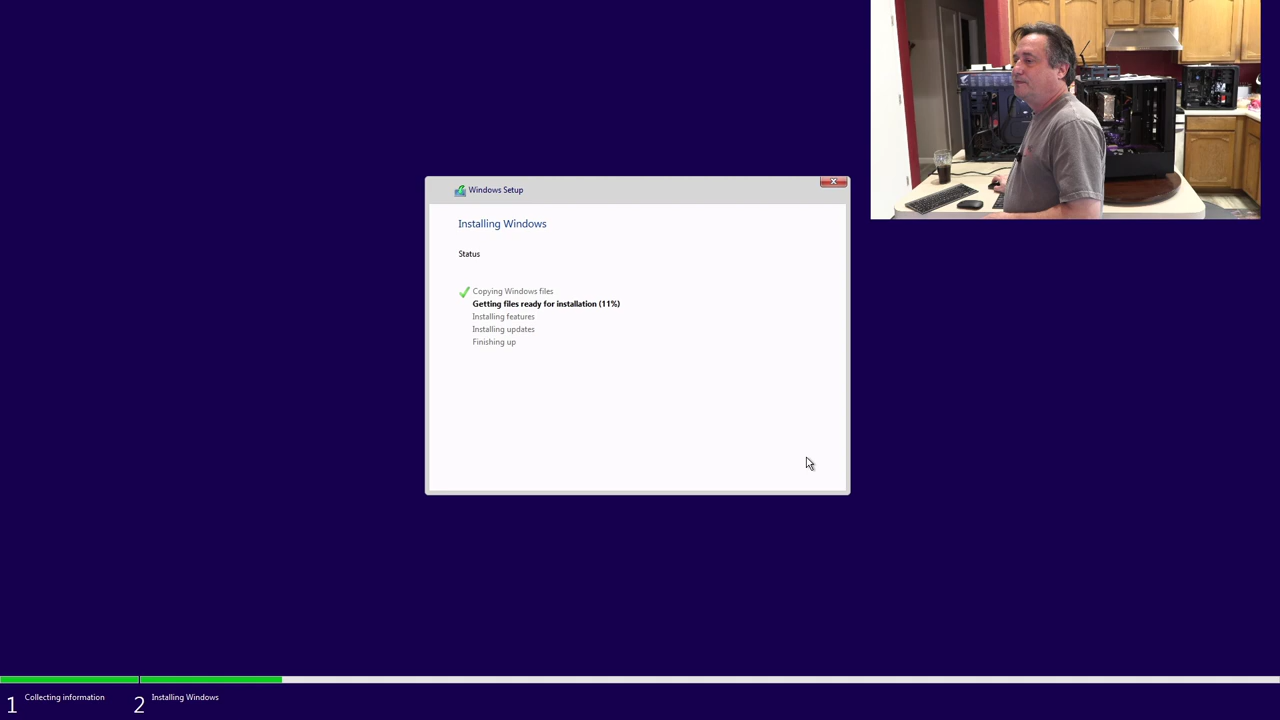 Windows Setup
Installing Windows
Status
Copying Windows files
Getting files ready for installation (11%)
Installing features
Installing updates
Finishing up
1 Collecting information
2 Installing Windows